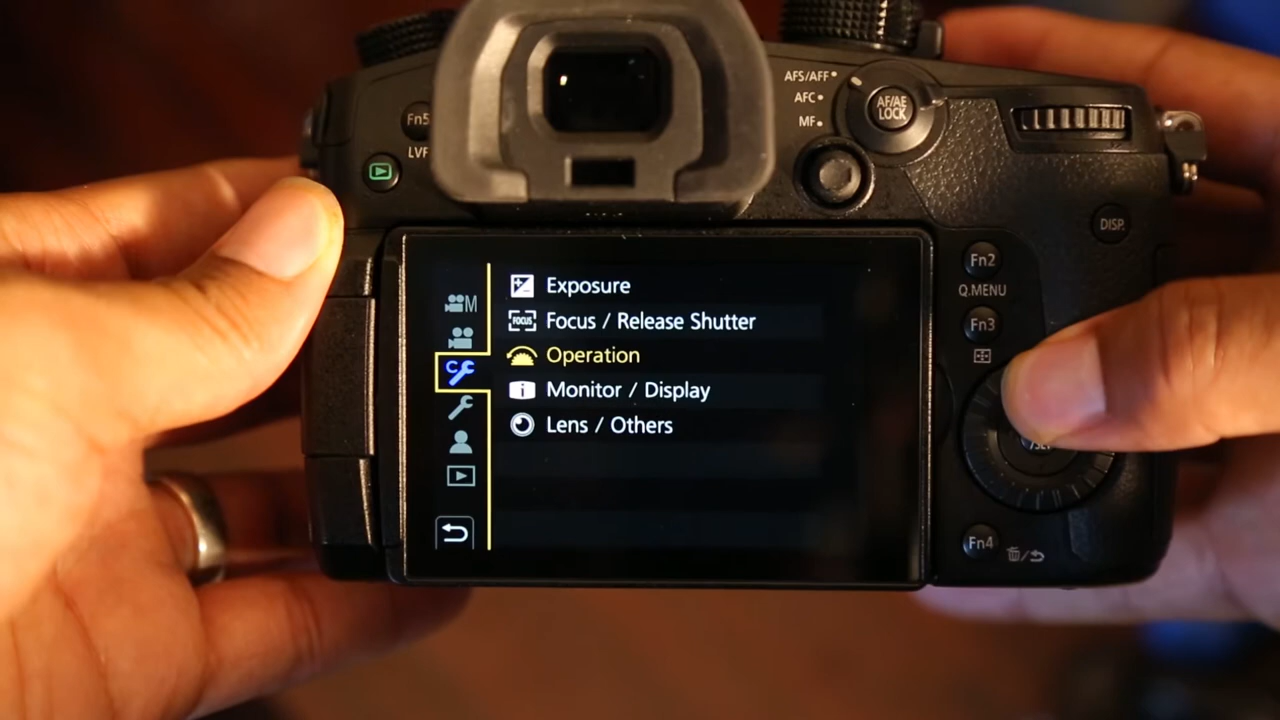 AFS/AFF
AFC
MF
AF/AE
LOCK
Fn5
LVF
DISP.
Fn2
Q.MENU
Fn3
Fn4
M
C
Exposure
FOCUS Focus / Release Shutter
Operation
Monitor / Display
Lens / Others